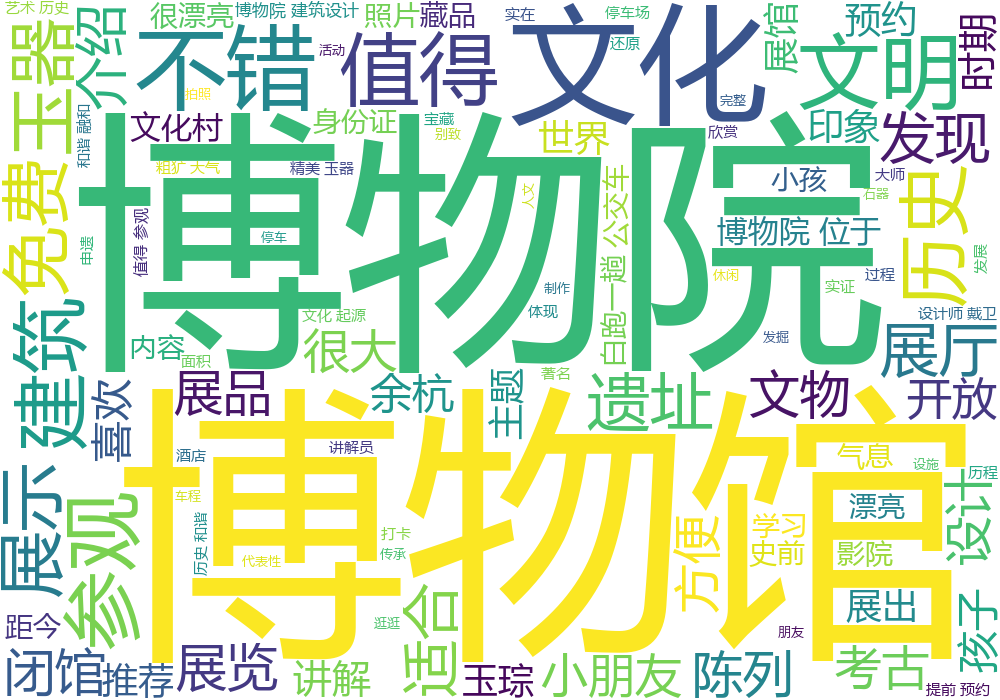 艺术 历史
很漂亮
博物院 建筑设计
照片
藏品
实在
停车场
展馆
预约
时期
玉器
介绍
不错
活动
值得
文化
还原
文明
拍照
完整
和谐 融和
文化村
身份证
宝藏
别致
世界
欣赏
印象
发现
免费
粗犷 大气
精美 玉器
博物院
人文
公交车
小孩
大师
石器
历史
申遗
值得 参观
停车
博物院 位于
发展
白跑一趟
休闲
过程
制作
实证
建筑
文化 起源
体现
设计师 戴卫
内容
面积
很大
发掘
展厅
喜欢
展品
余杭
主题
著名
遗址
文物
开放
展示
参观
酒店
讲解员
博物馆
气息
设施
历程
车程
漂亮
设计
历史 和谐
打卡
方便
学习
史前
传承
代表性
影院
适合
展出
孩子
距今
逛逛
朋友
闭馆
推荐
展览
讲解
玉琮
小朋友
陈列
考古
提前 预约